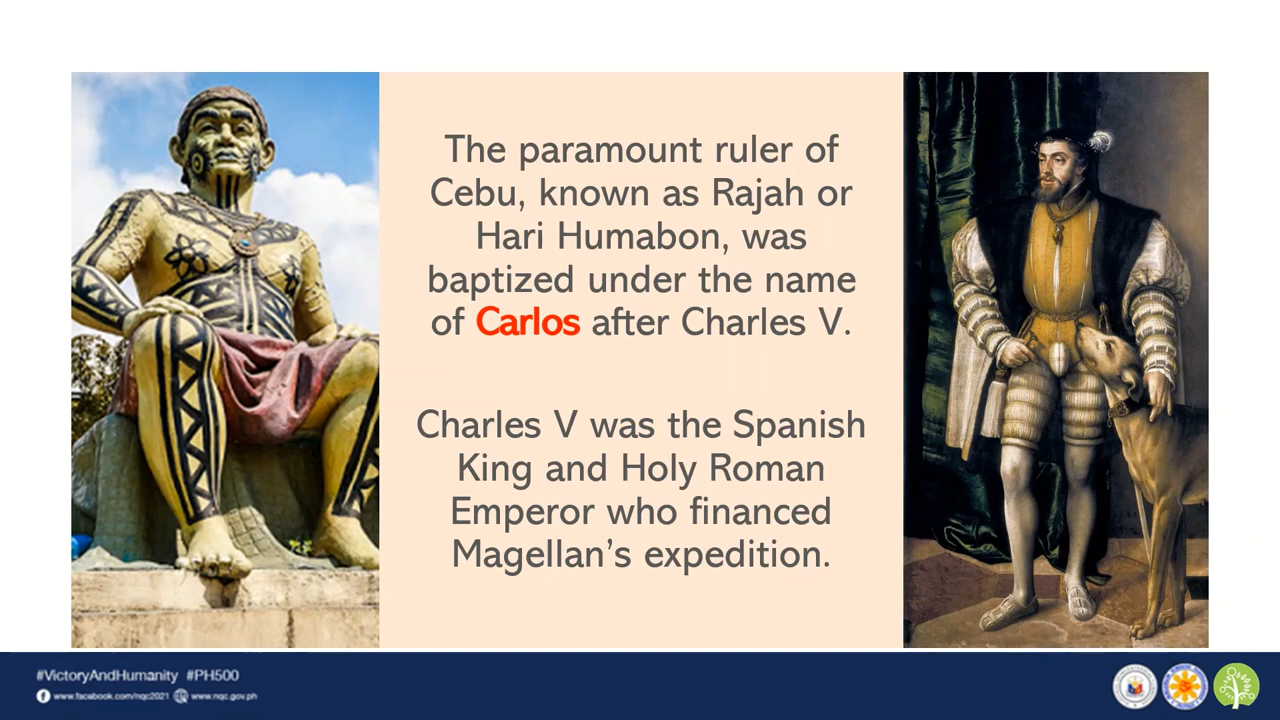 The paramount ruler of
Cebu, known as Rajah or
Hari Humabon, was
baptized under the name
of Carlos after Charles V.
Charles V was the Spanish
King and Holy Roman
Emperor who financed
Magellan’s expedition.
#VictoryAndHumanity #PH500
www.facebook.com/nqc2021 www.nqc.gov.ph